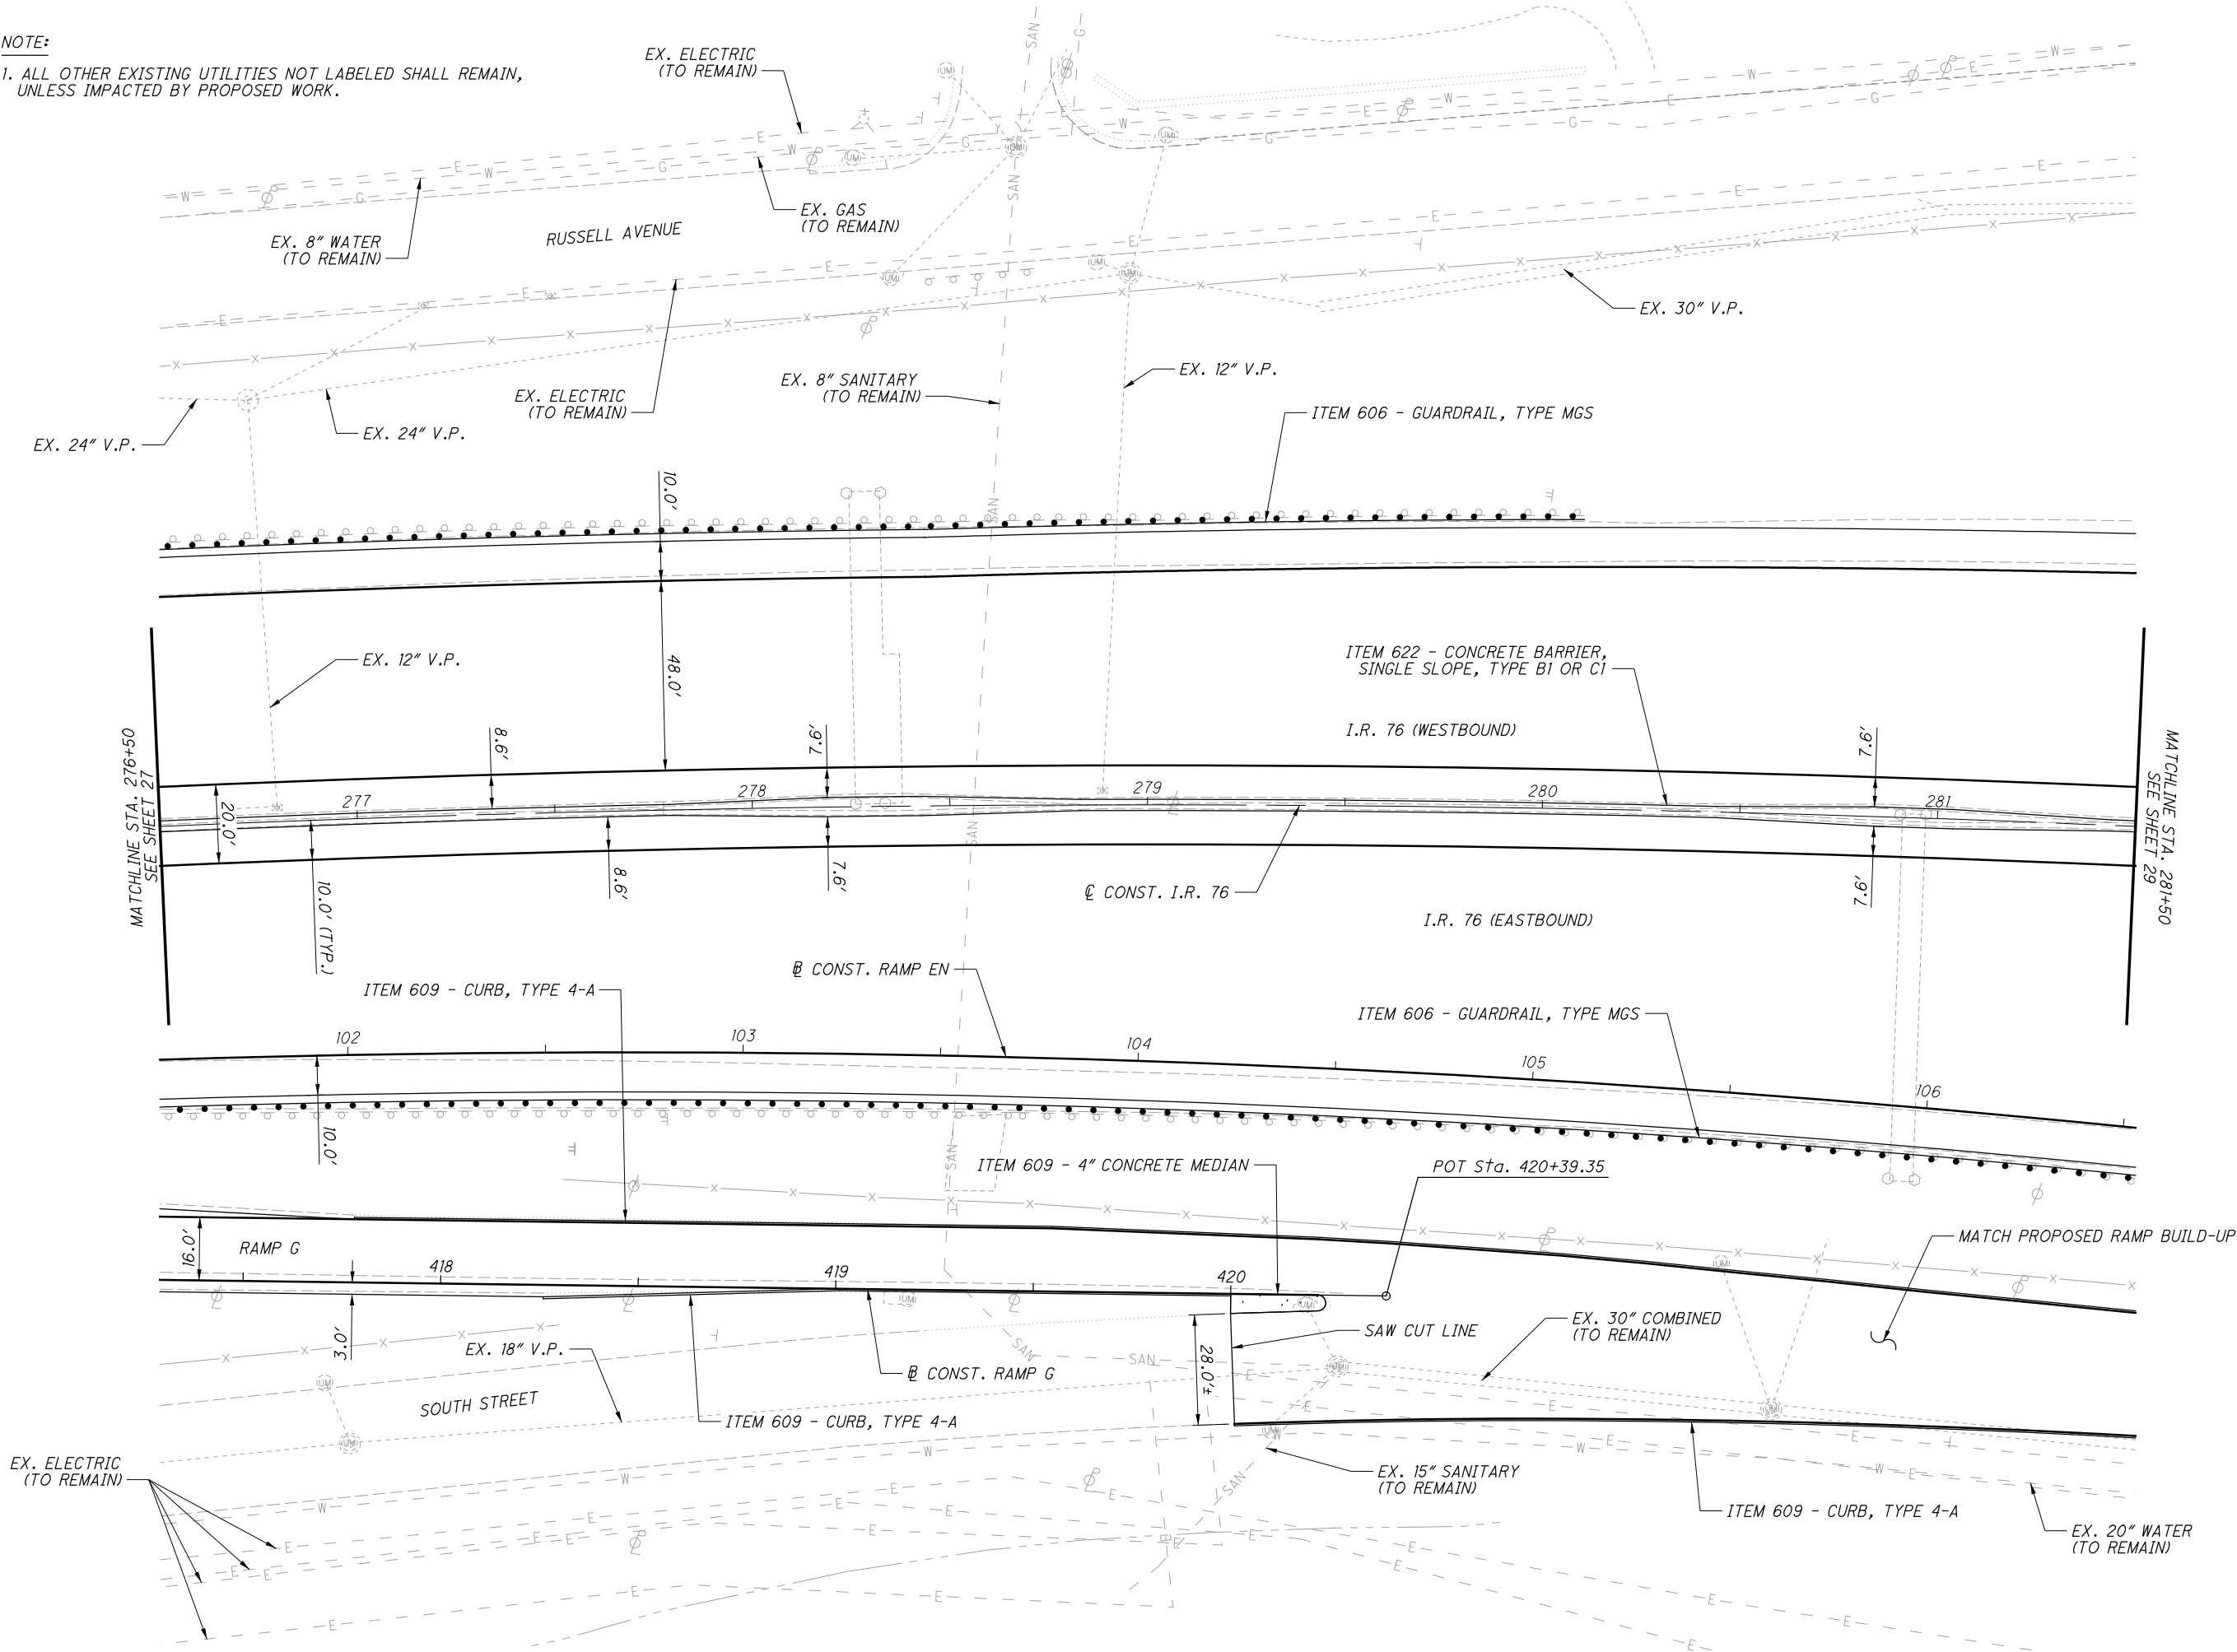 NOTE:
1. ALL OTHER EXISTING UTILITIES NOT LABELED SHALL REMAIN,
UNLESS IMPACTED BY PROPOSED WORK.
EX. ELECTRIC
(TO REMAIN)
EX. GAS
(TO REMAIN)
EX. 8" WATER
(TO REMAIN)
RUSSELL AVENUE
EX. 30" V.P.
EX. ELECTRIC
(TO REMAIN)
EX. 8" SANITARY
(TO REMAIN)
EX. 12" V.P.
EX. 24" V.P.
EX. 24" V.P.
ITEM 606 - GUARDRAIL, TYPE MGS
10.0'
48.0'
EX. 12" V.P.
ITEM 622 - CONCRETE BARRIER,
SINGLE SLOPE, TYPE B1 OR C1
I.R. 76 (WESTBOUND)
MATCHLINE STA. 276+50
SEE SHEET 27
MATCHLINE STA. 281+50
SEE SHEET 29
8.6'
7.6'
7.6'
277
278
279
280
281
20.0'
10.0' (TYP.)
8.6'
7.6'
7.6'
℄ CONST. I.R. 76
I.R. 76 (EASTBOUND)
B̲L CONST. RAMP EN
ITEM 609 - CURB, TYPE 4-A
ITEM 606 - GUARDRAIL, TYPE MGS
102
103
104
105
106
10.0'
ITEM 609 - 4" CONCRETE MEDIAN
POT Sta. 420+39.35
MATCH PROPOSED RAMP BUILD-UP
16.0'
RAMP G
418
419
420
3.0'
EX. 18" V.P.
SAW CUT LINE
EX. 30" COMBINED
(TO REMAIN)
28.0'±
BL CONST. RAMP G
SOUTH STREET
ITEM 609 - CURB, TYPE 4-A
EX. ELECTRIC
(TO REMAIN)
EX. 15" SANITARY
(TO REMAIN)
ITEM 609 - CURB, TYPE 4-A
EX. 20" WATER
(TO REMAIN)